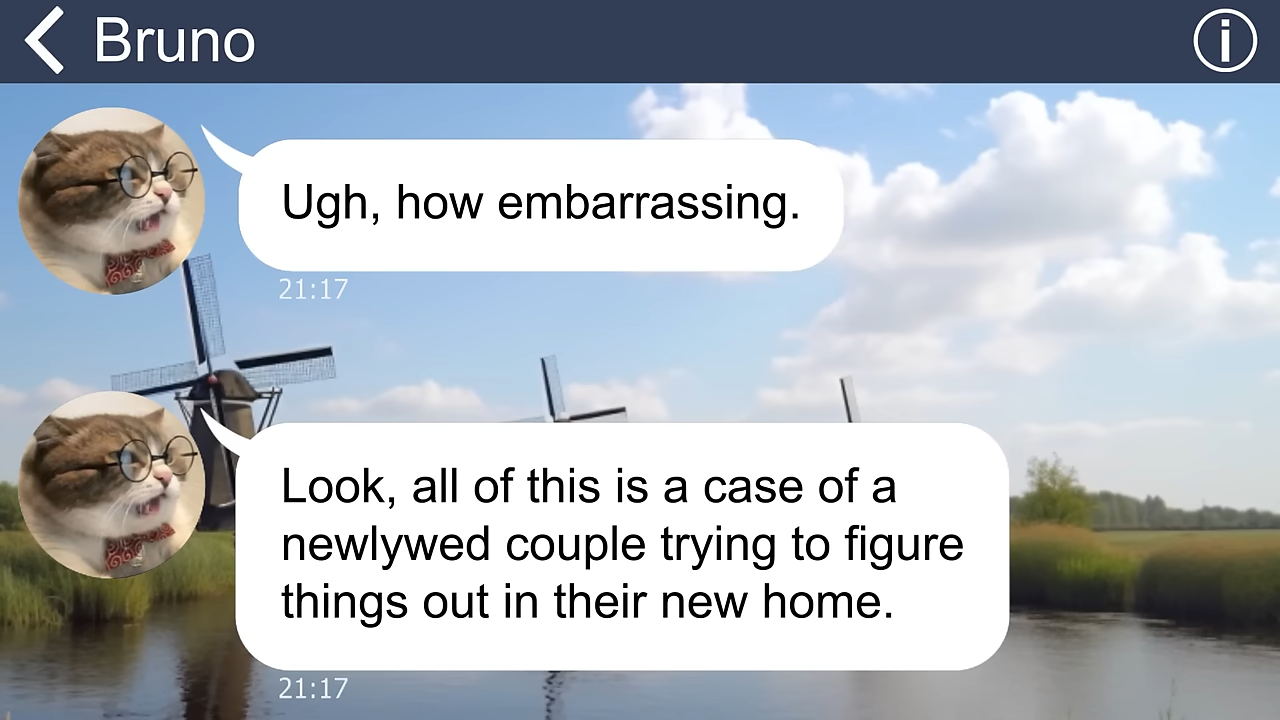 Bruno
Ugh, how embarrassing.
21:17
Look, all of this is a case of a
newlywed couple trying to figure
things out in their new home.
21:17